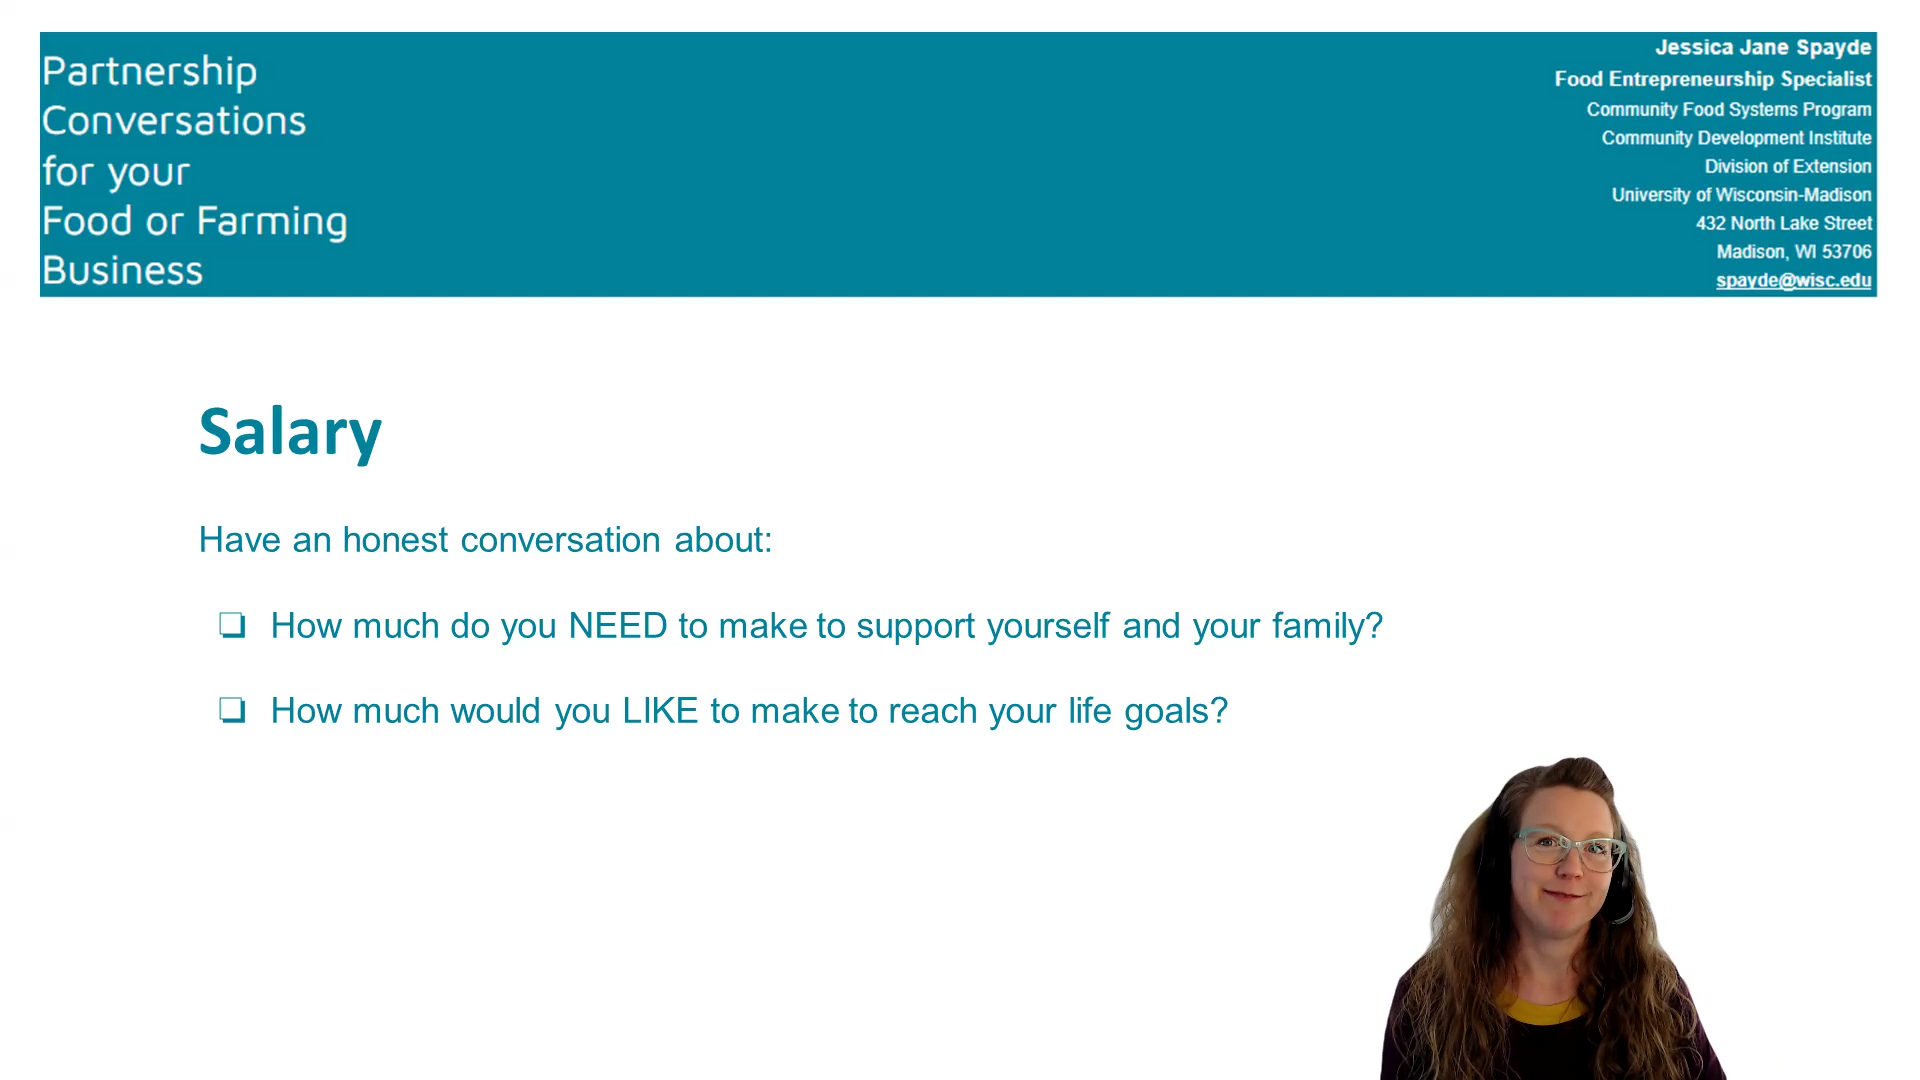 Partnership
Conversations
for your
Food or Farming
Business
Jessica Jane Spayde
Food Entrepreneurship Specialist
Community Food Systems Program
Community Development Institute
Division of Extension
University of Wisconsin-Madison
432 North Lake Street
Madison, WI 53706
spayde@wisc.edu
Salary
Have an honest conversation about:
❏ How much do you NEED to make to support yourself and your family?
❏ How much would you LIKE to make to reach your life goals?